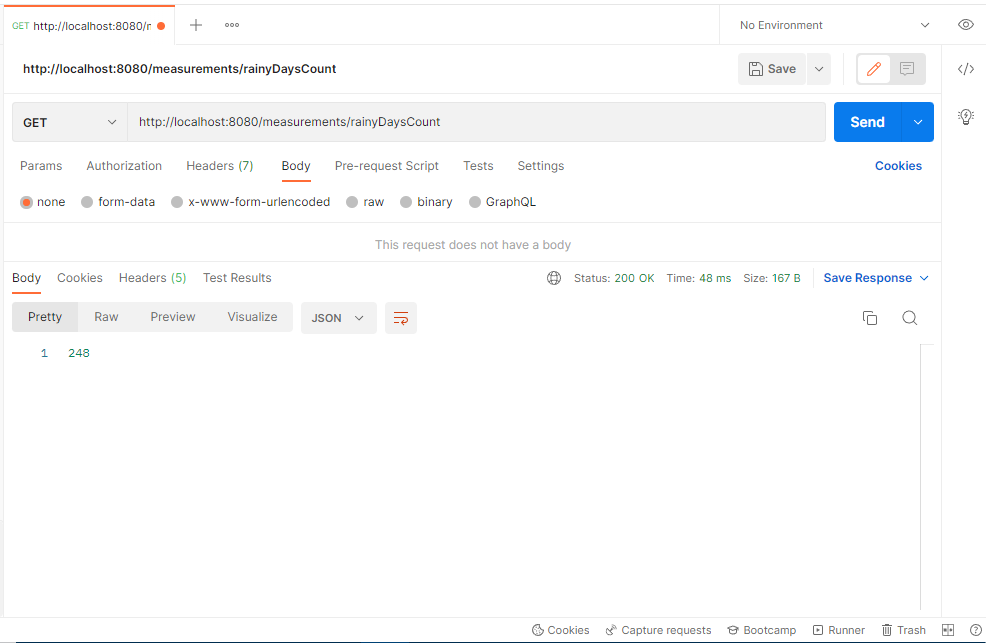 GET http://localhost:8080/r
No Environment
http://localhost:8080/measurements/rainyDaysCount
Save
GET http://localhost:8080/measurements/rainyDaysCount Send
Params Authorization Headers (7) Body Pre-request Script Tests Settings Cookies
none form-data x-www-form-urlencoded raw binary GraphQL
This request does not have a body
Body Cookies Headers (5) Test Results Status: 200 OK Time: 48 ms Size: 167 B Save Response
Pretty Raw Preview Visualize JSON
1 248
Cookies Capture requests Bootcamp Runner Trash